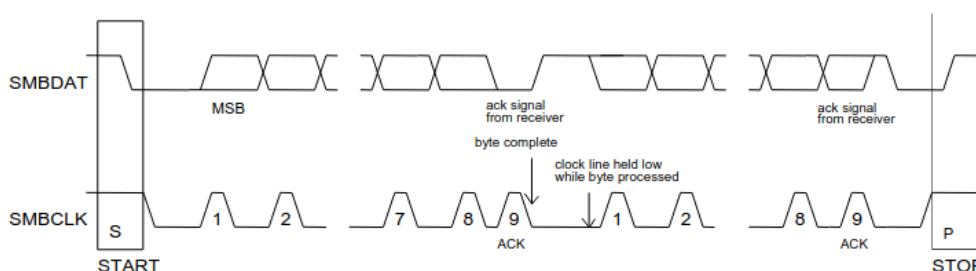 SMBDAT
MSB
ack signal
from receiver
ack signal
from receiver
byte complete
clock line held low
while byte processed
SMBCLK
S
1
2
7
8
9
1
2
8
9
P
ACK
ACK
START
STOP